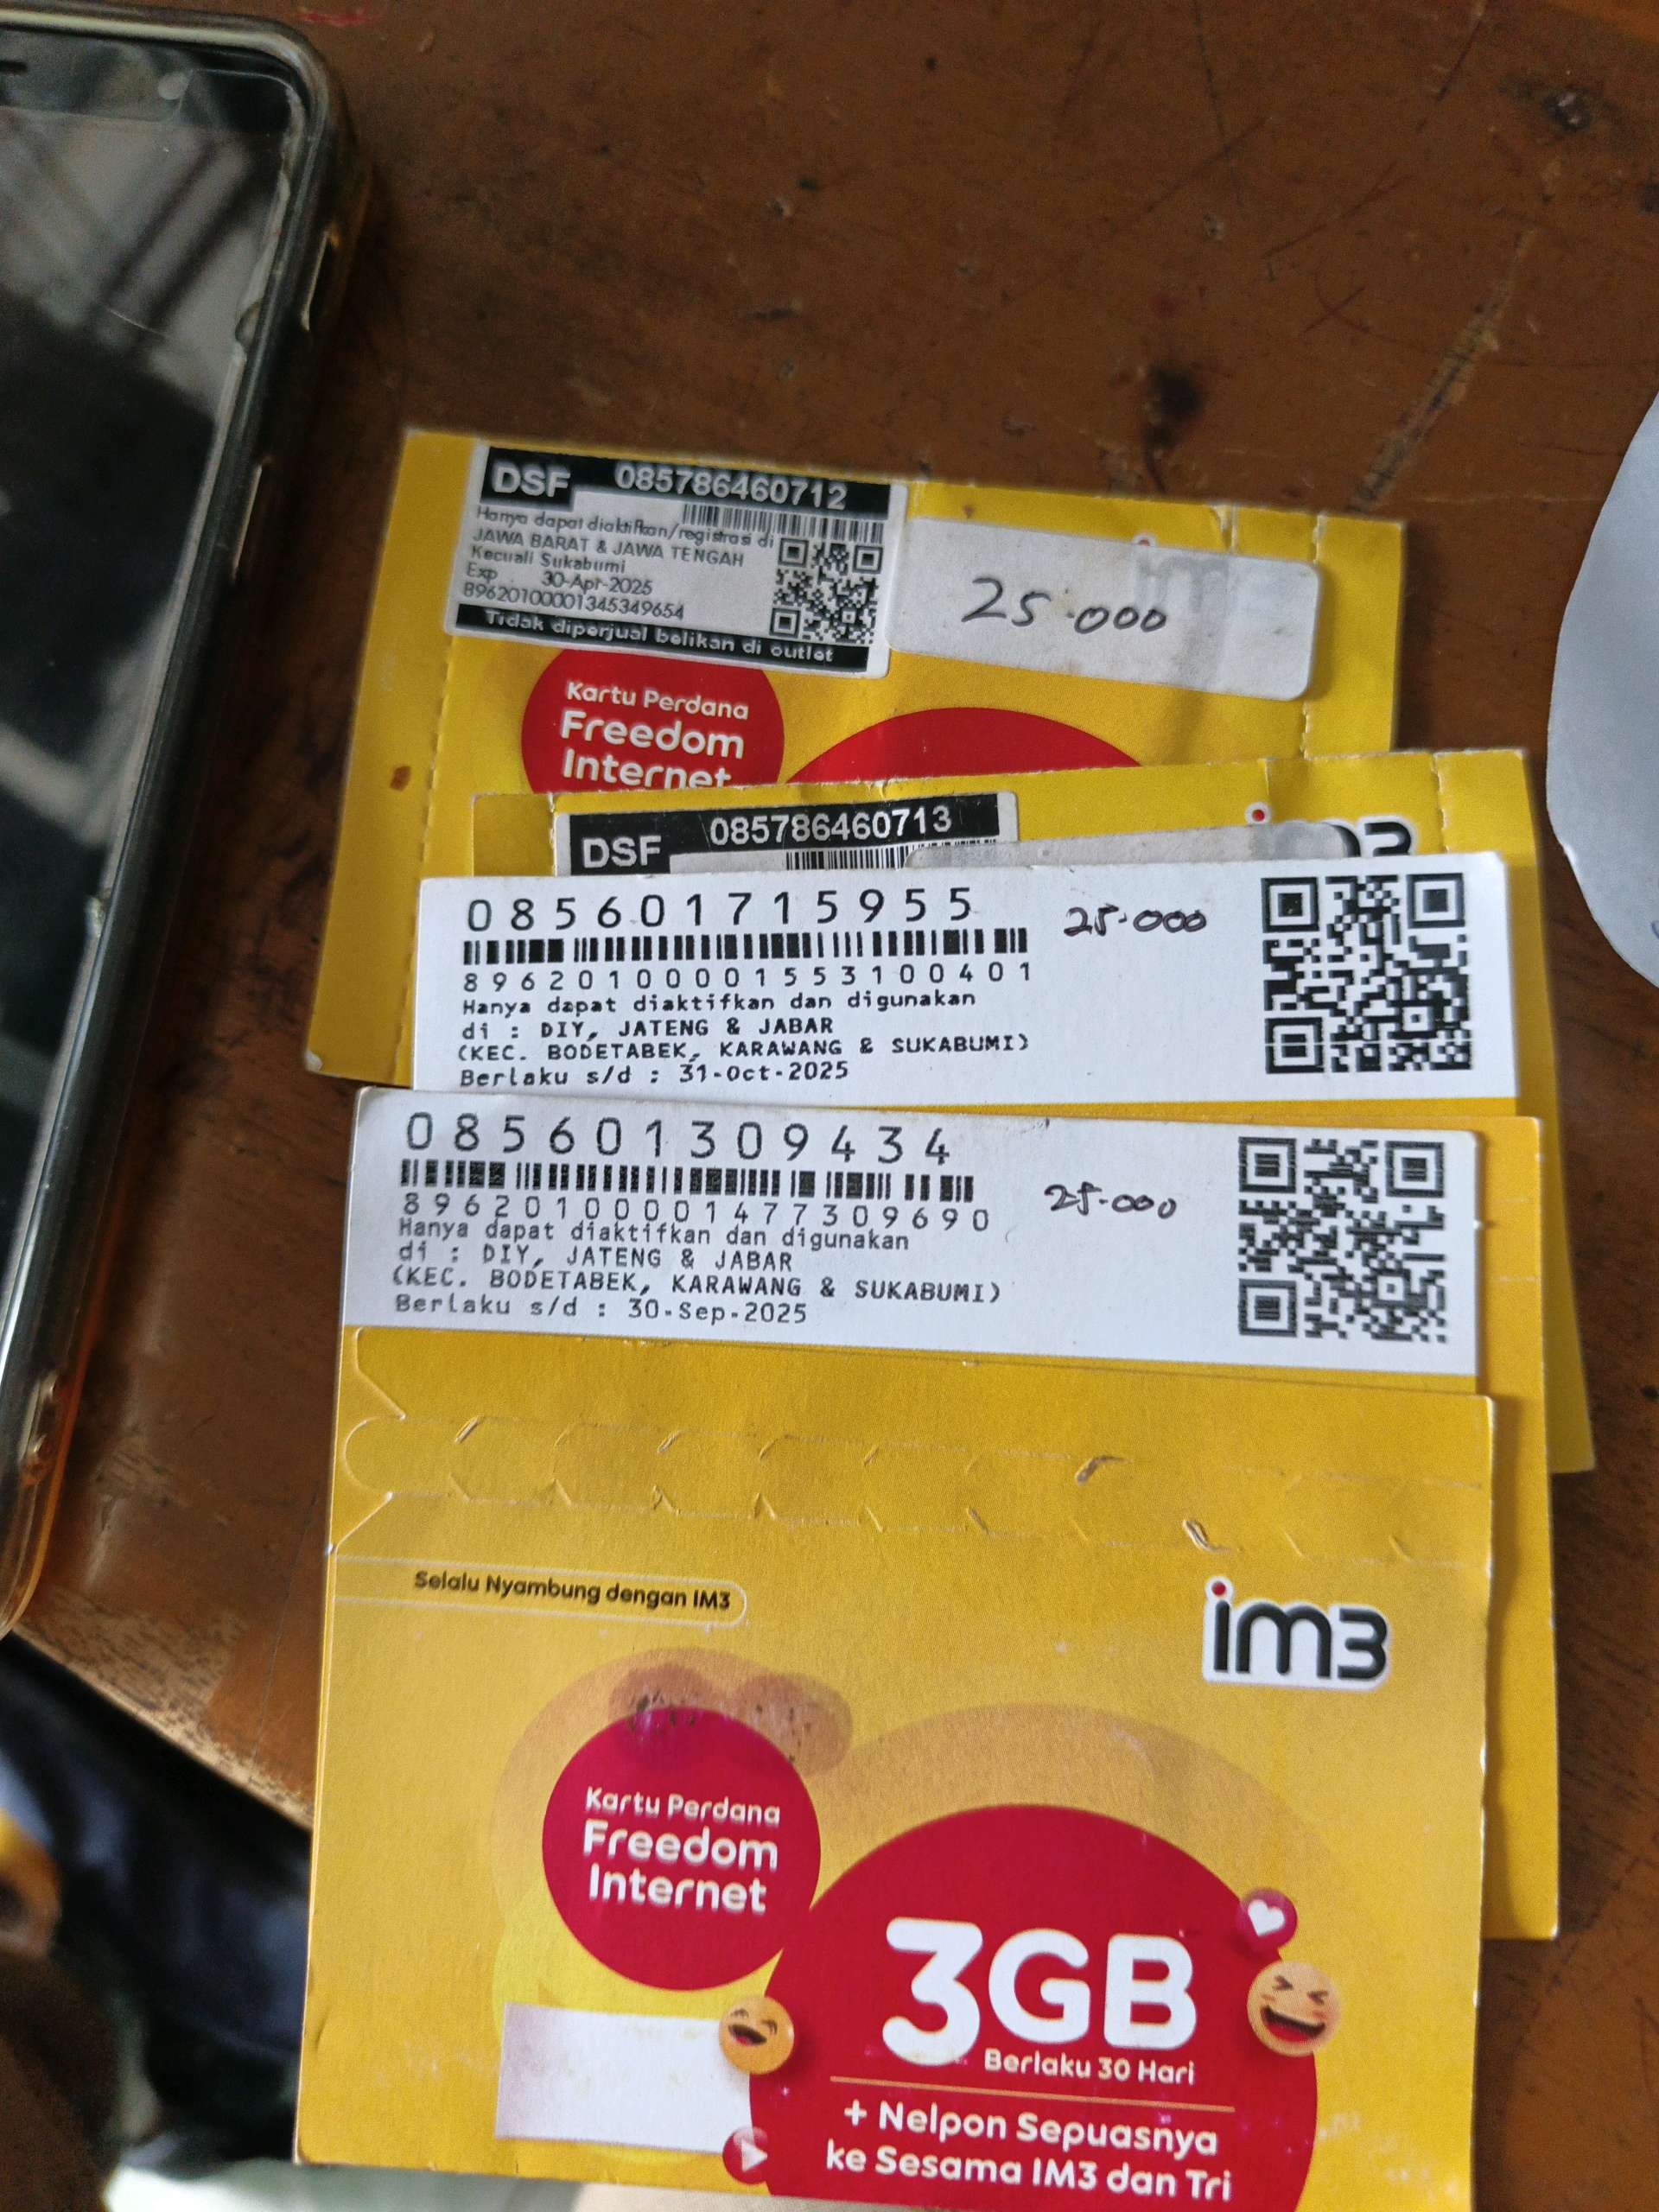 DSF 085786460712
Hanya dapat diaktifkan/registrasi di
JAWA BARAT & JAWA TENGAH
Kecuali Sukabumi
Exp 30-Apr-2025
89620100001345349654
Tidak diperjual belikan di outlet
25.000
Kartu Perdana
Freedom
Internet
DSF 085786460713
im3
085601715955
25.000
89620100001553100401
Hanya dapat diaktifkan dan digunakan
di : DIY, JATENG & JABAR
(KEC. BODETABEK, KARAWANG & SUKABUMI)
Berlaku s/d : 31-Oct-2025
085601309434
25.000
89620100001477309690
Hanya dapat diaktifkan dan digunakan
di : DIY, JATENG & JABAR
(KEC. BODETABEK, KARAWANG & SUKABUMI)
Berlaku s/d : 30-Sep-2025
Selalu Nyambung dengan IM3
im3
Kartu Perdana
Freedom
Internet
3GB
Berlaku 30 Hari
+ Nelpon Sepuasnya
ke Sesama IM3 dan Tri